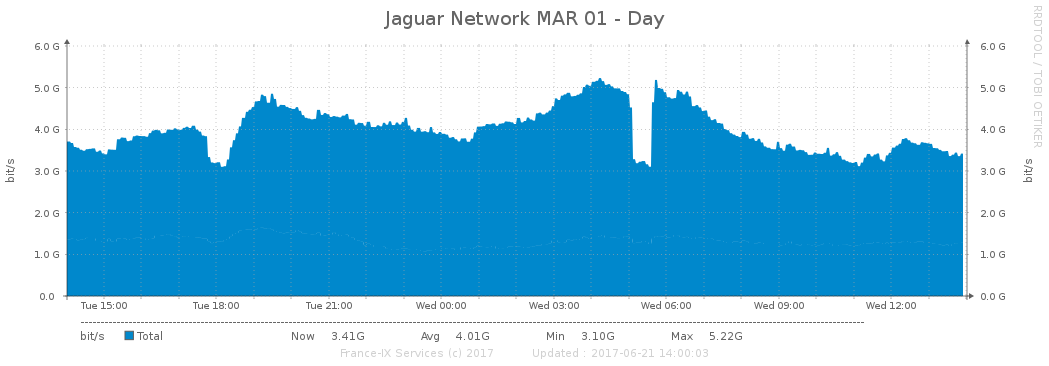 Jaguar Network MAR 01 - Day
RRDTOOL / TOBI OETIKER
6.0 G 6.0 G
5.0 G 5.0 G
4.0 G 4.0 G
3.0 G 3.0 G
2.0 G 2.0 G
1.0 G 1.0 G
0.0 0.0 G
bit/s
bit/s
Tue 15:00 Tue 18:00 Tue 21:00 Wed 00:00 Wed 03:00 Wed 06:00 Wed 09:00 Wed 12:00
bit/s Total Now 3.41G Avg 4.01G Min 3.10G Max 5.22G
France-IX Services (c) 2017 Updated : 2017-06-21 14:00:03